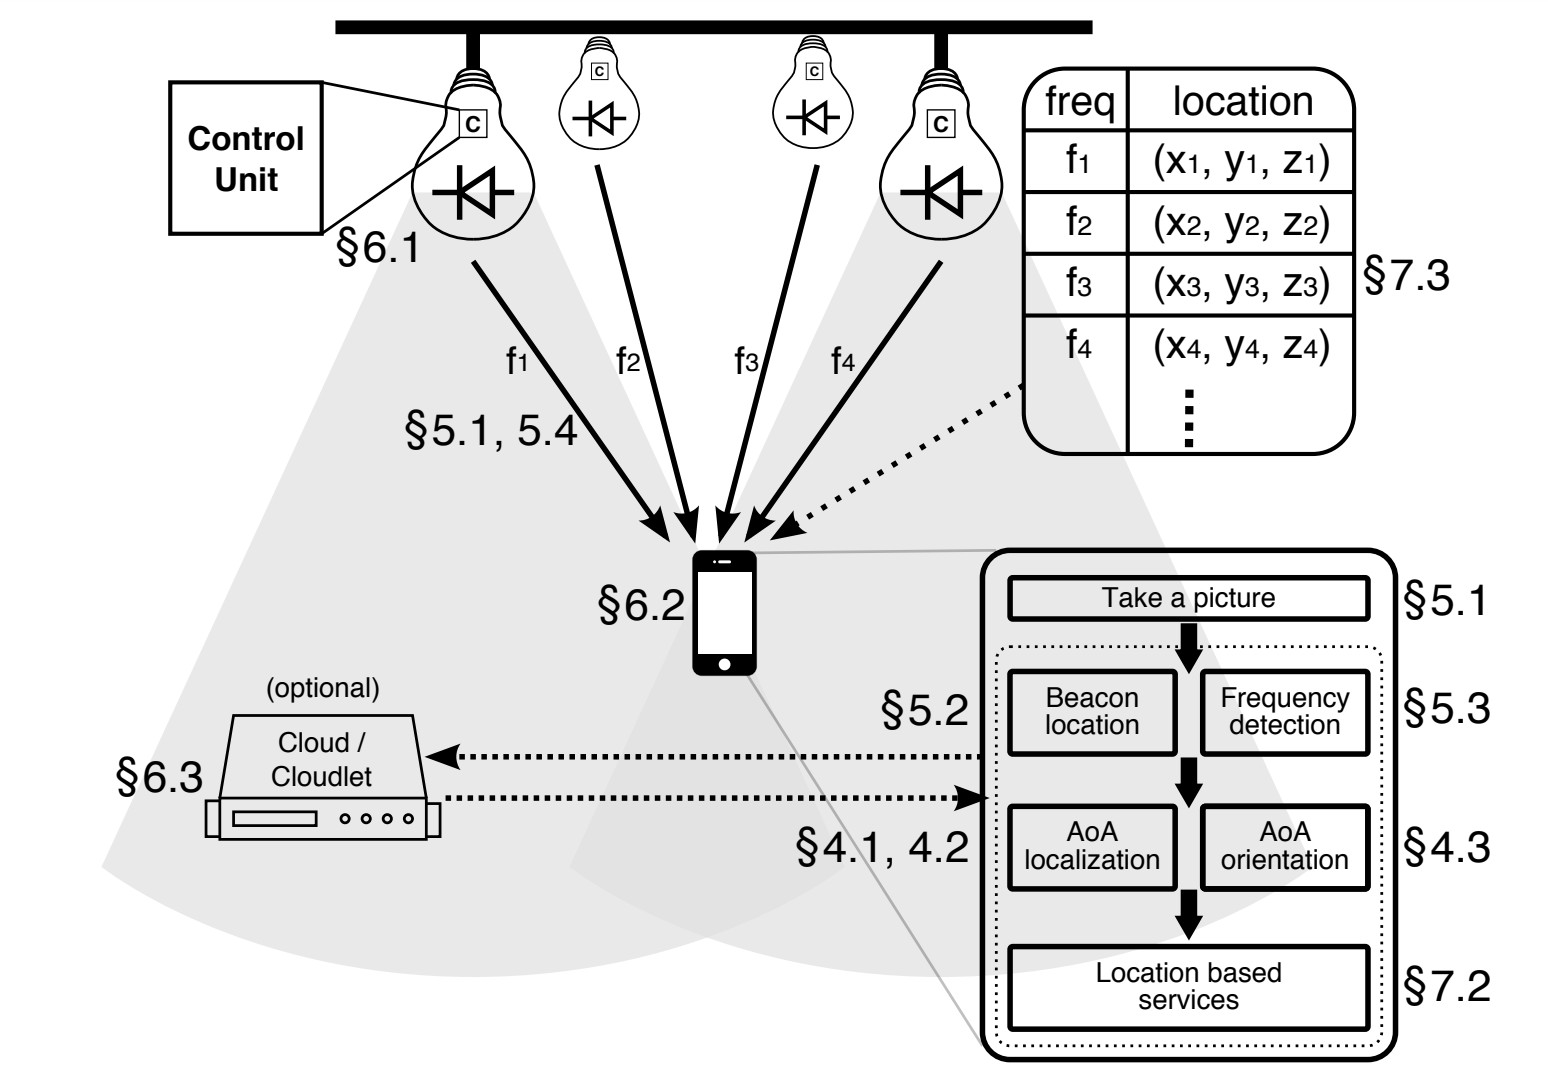 C
C
C
C
Control
Unit
§6.1
freq location
f1 (x1, y1, z1)
f2 (x2, y2, z2)
f3 (x3, y3, z3)
f4 (x4, y4, z4)
§7.3
f1
f2
f3
f4
§5.1, 5.4
§6.2
Take a picture
§5.1
§5.2
Beacon
location
Frequency
detection
§5.3
(optional)
Cloud /
Cloudlet
§6.3
§4.1, 4.2
AoA
localization
AoA
orientation
§4.3
Location based
services
§7.2